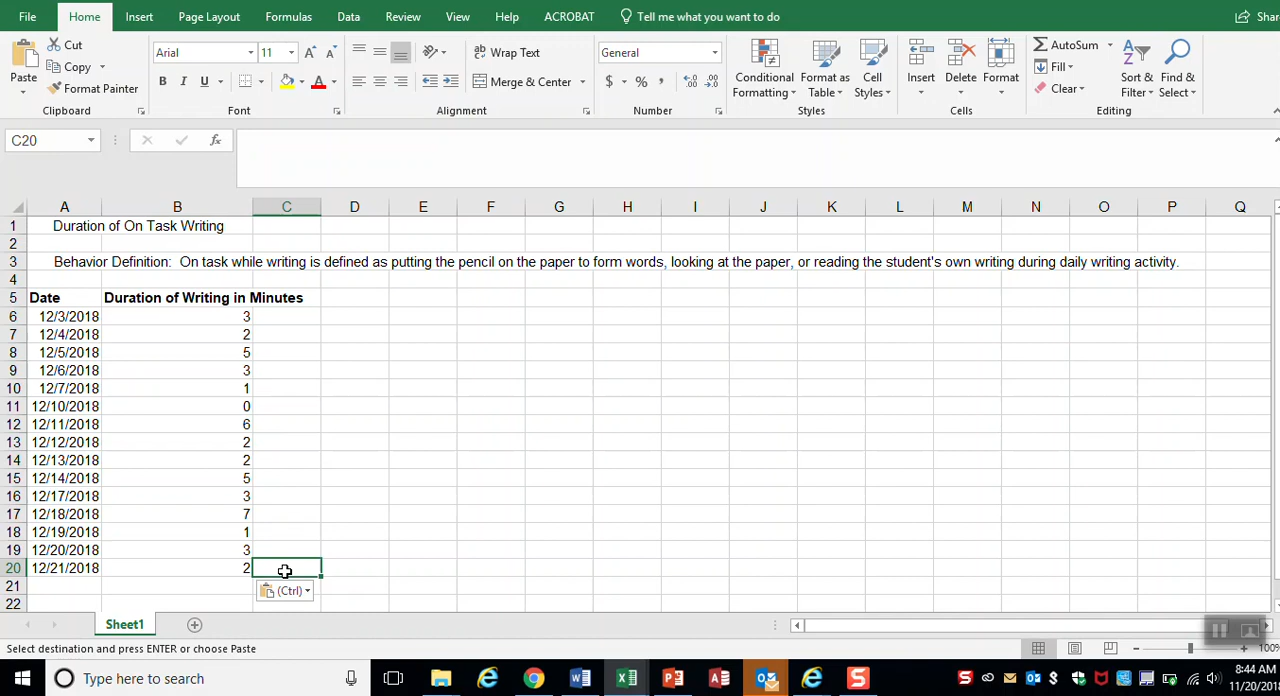 File Home Insert Page Layout Formulas Data Review View Help ACROBAT Tell me what you want to do Shar
Paste Cut Copy Format Painter Clipboard
Arial 11 B I U Font
Wrap Text Merge & Center Alignment
General $ % , Number
Conditional Formatting Format as Table Cell Styles Styles
Insert Delete Format Cells
AutoSum Fill Clear Sort & Filter Find & Select Editing
C20 fx
A B C D E F G H I J K L M N O P Q
1 Duration of On Task Writing
2
3 Behavior Definition: On task while writing is defined as putting the pencil on the paper to form words, looking at the paper, or reading the student's own writing during daily writing activity.
4
5 Date Duration of Writing in Minutes
6 12/3/2018 3
7 12/4/2018 2
8 12/5/2018 5
9 12/6/2018 3
10 12/7/2018 1
11 12/10/2018 0
12 12/11/2018 6
13 12/12/2018 2
14 12/13/2018 2
15 12/14/2018 5
16 12/17/2018 3
17 12/18/2018 7
18 12/19/2018 1
19 12/20/2018 3
20 12/21/2018 2
21 (Ctrl)
22
Sheet1
Select destination and press ENTER or choose Paste 100%
Type here to search
8:44 AM
11/20/2018